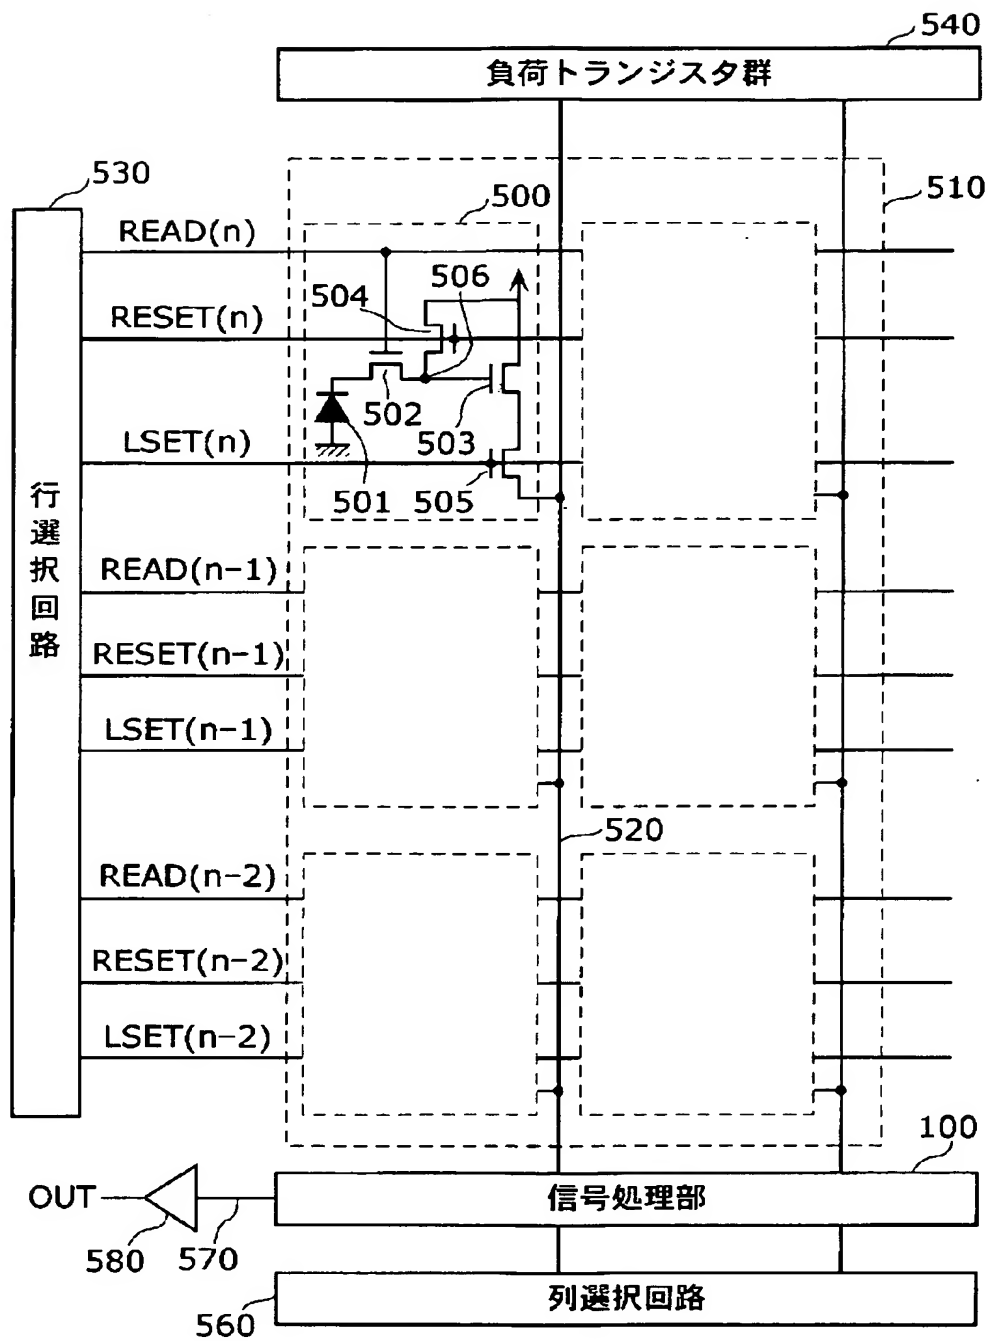 540
負荷トランジスタ群
530
510
500
READ(n)
506
504
RESET(n)
502
503
LSET(n)
501
505
行選択回路
READ(n-1)
RESET(n-1)
LSET(n-1)
520
READ(n-2)
RESET(n-2)
LSET(n-2)
100
OUT
信号処理部
580
570
列選択回路
560